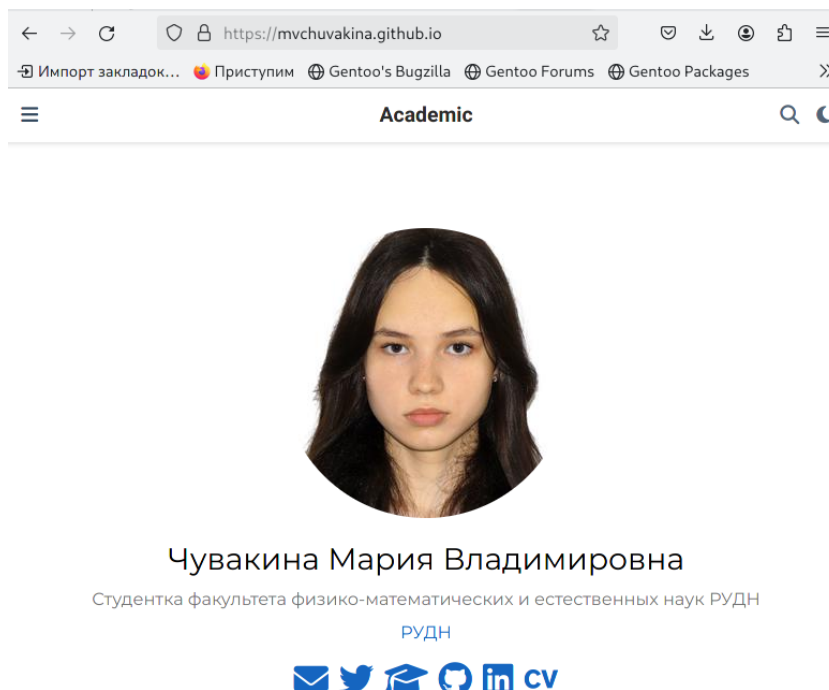 https://mvchuvakina.github.io
Импорт закладок... Приступим Gentoo's Bugzilla Gentoo Forums Gentoo Packages
Academic
Чувакина Мария Владимировна
Студентка факультета физико-математических и естественных наук РУДН
РУДН
CV